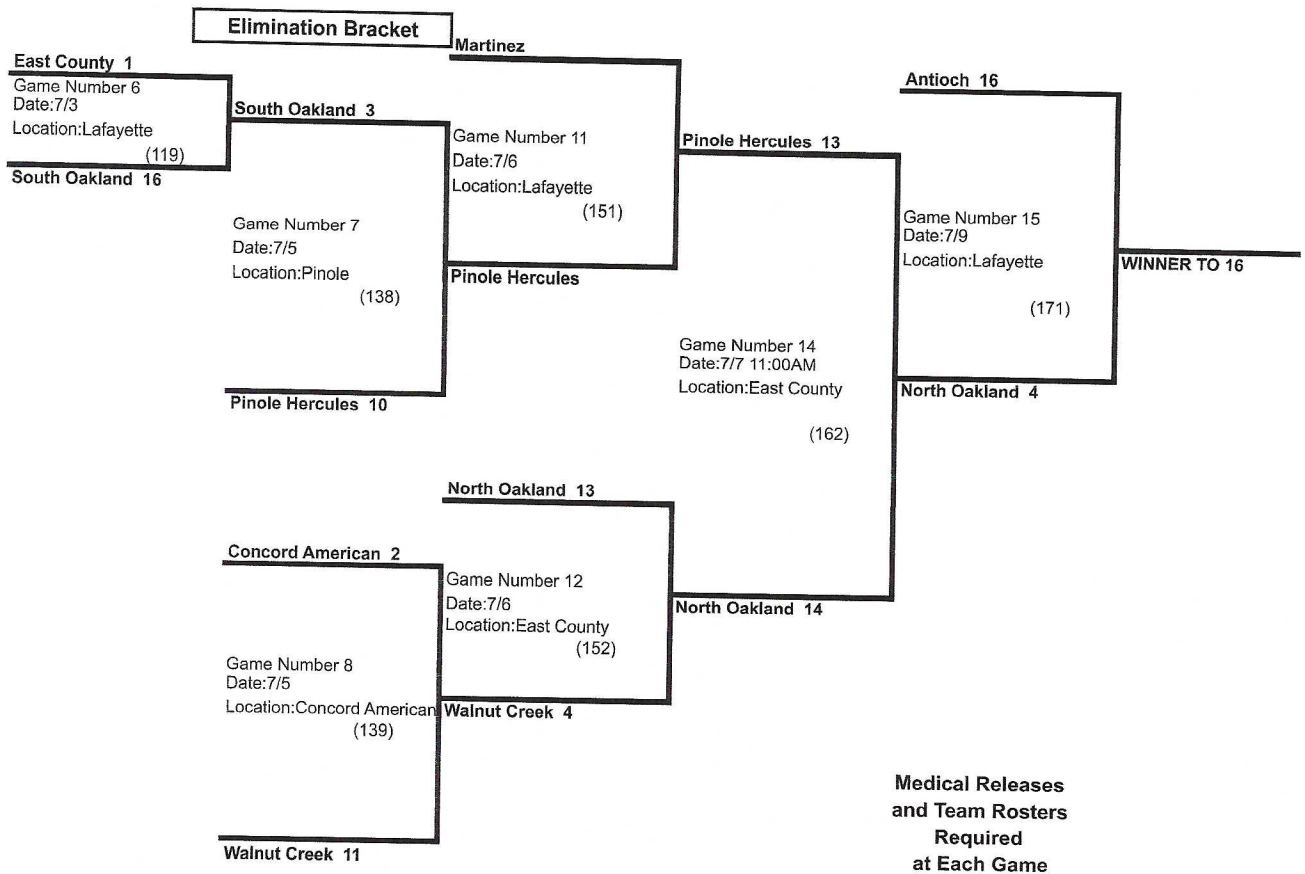 Elimination Bracket
East County 1
Game Number 6
Date:7/3
Location:Lafayette
(119)
South Oakland 16
South Oakland 3
Game Number 7
Date:7/5
Location:Pinole
(138)
Pinole Hercules 10
Martinez
Game Number 11
Date:7/6
Location:Lafayette
(151)
Pinole Hercules
Concord American 2
Game Number 8
Date:7/5
Location:Concord American
(139)
Walnut Creek 11
North Oakland 13
Game Number 12
Date:7/6
Location:East County
(152)
Walnut Creek 4
Pinole Hercules 13
Game Number 14
Date:7/7 11:00AM
Location:East County
(162)
North Oakland 14
Antioch 16
Game Number 15
Date:7/9
Location:Lafayette
(171)
North Oakland 4
WINNER TO 16
Medical Releases
and Team Rosters
Required
at Each Game